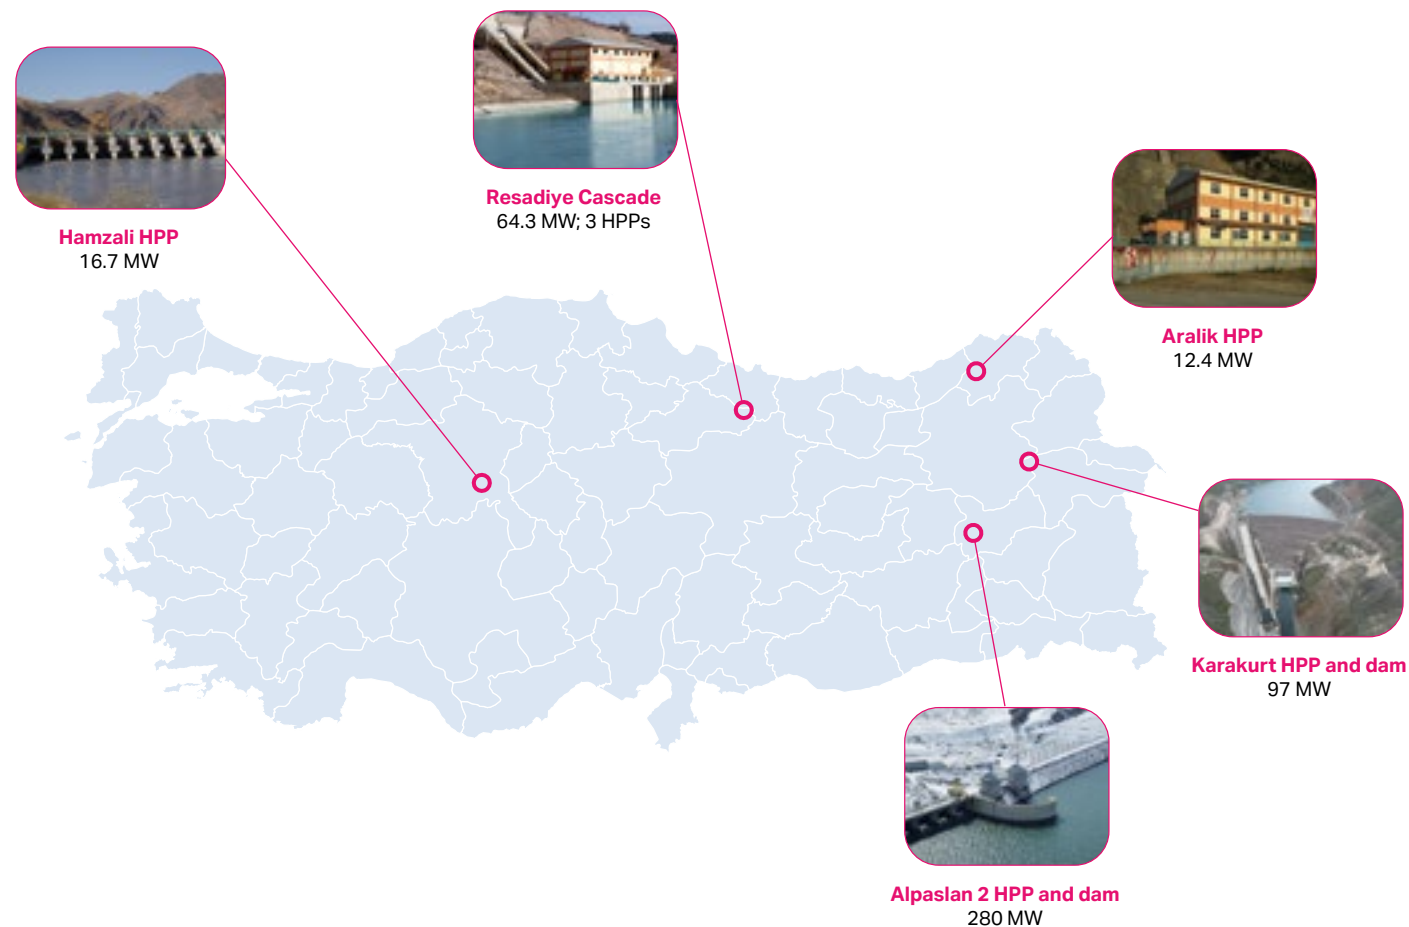 Resadiye Cascade
64.3 MW; 3 HPPs
Hamzali HPP
16.7 MW
Aralik HPP
12.4 MW
Karakurt HPP and dam
97 MW
Alpaslan 2 HPP and dam
280 MW